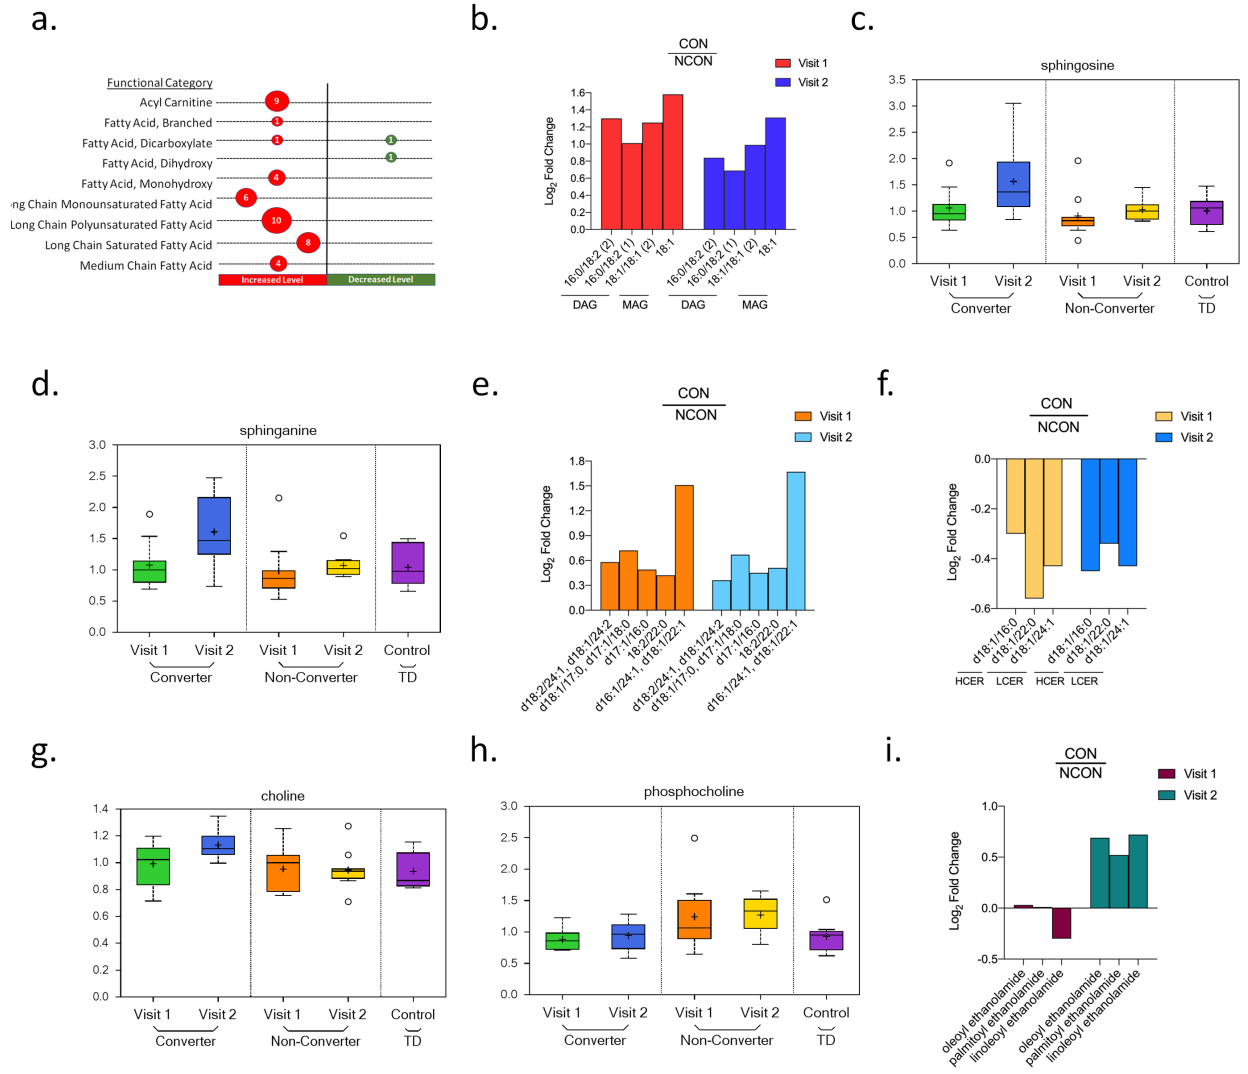 a.
Functional Category
Acyl Carnitine
9
Fatty Acid, Branched
1
Fatty Acid, Dicarboxylate
1
1
Fatty Acid, Dihydroxy
1
Fatty Acid, Monohydroxy
4
ng Chain Monounsaturated Fatty Acid
6
Long Chain Polyunsaturated Fatty Acid
10
Long Chain Saturated Fatty Acid
8
Medium Chain Fatty Acid
4
Increased Level
Decreased Level
b.
CON
NCON
Visit 1
Visit 2
Log2 Fold Change
1.6
1.4
1.2
1.0
0.8
0.6
0.4
0.2
0.0
16:0/18:2 (2)
16:0/18:2 (1)
18:1/18:1 (2)
18:1
16:0/18:2 (2)
16:0/18:2 (1)
18:1/18:1 (2)
18:1
DAG
MAG
DAG
MAG
c.
sphingosine
3.5
3.0
2.5
2.0
1.5
1.0
0.5
0.0
Visit 1
Visit 2
Visit 1
Visit 2
Control
Converter
Non-Converter
TD
d.
sphinganine
3.0
2.5
2.0
1.5
1.0
0.5
0.0
Visit 1
Visit 2
Visit 1
Visit 2
Control
Converter
Non-Converter
TD
e.
CON
NCON
Visit 1
Visit 2
Log2 Fold Change
1.8
1.5
1.2
0.9
0.6
0.3
0.0
d18:2/24:1, d18:1/24:2
d18:1/17:0, d17:1/18:0
d17:1/16:0
18:2/22:0
d16:1/24:1, d18:1/22:1
d18:2/24:1, d18:1/24:2
d18:1/17:0, d17:1/18:0
d17:1/16:0
18:2/22:0
d16:1/24:1, d18:1/22:1
f.
CON
NCON
Visit 1
Visit 2
Log2 Fold Change
0.0
-0.2
-0.4
-0.6
d18:1/16:0
d18:1/22:0
d18:1/24:1
d18:1/16:0
d18:1/22:0
d18:1/24:1
HCER
LCER
HCER
LCER
g.
choline
1.4
1.2
1.0
0.8
0.6
0.4
0.2
0.0
Visit 1
Visit 2
Visit 1
Visit 2
Control
Converter
Non-Converter
TD
h.
phosphocholine
3.0
2.5
2.0
1.5
1.0
0.5
0.0
Visit 1
Visit 2
Visit 1
Visit 2
Control
Converter
Non-Converter
TD
i.
CON
NCON
Visit 1
Visit 2
Log2 Fold Change
1.0
0.5
0.0
-0.5
oleoyl ethanolamide
palmitoyl ethanolamide
linoleoyl ethanolamide
oleoyl ethanolamide
palmitoyl ethanolamide
linoleoyl ethanolamide